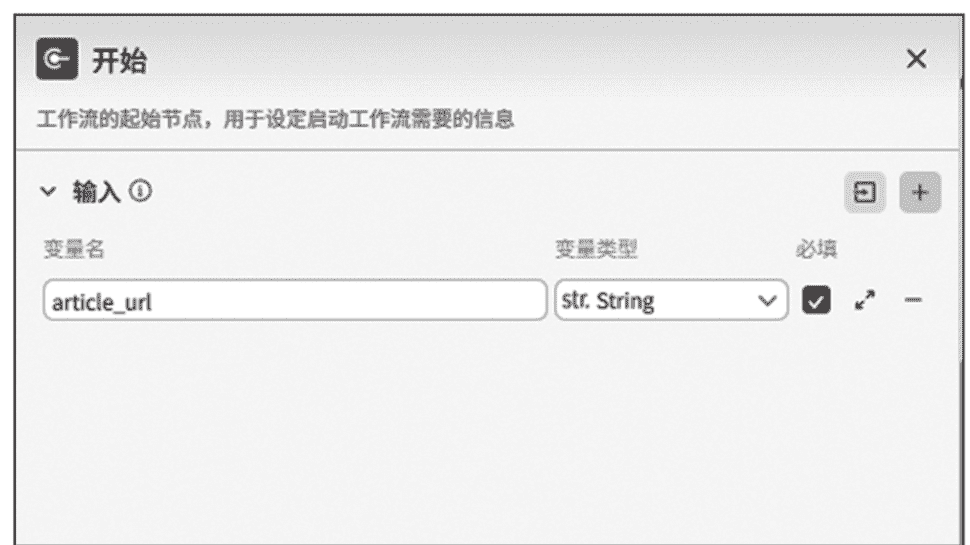 开始
工作流的起始节点，用于设定启动工作流需要的信息
输入
变量名 变量类型 必填
article_url str. String